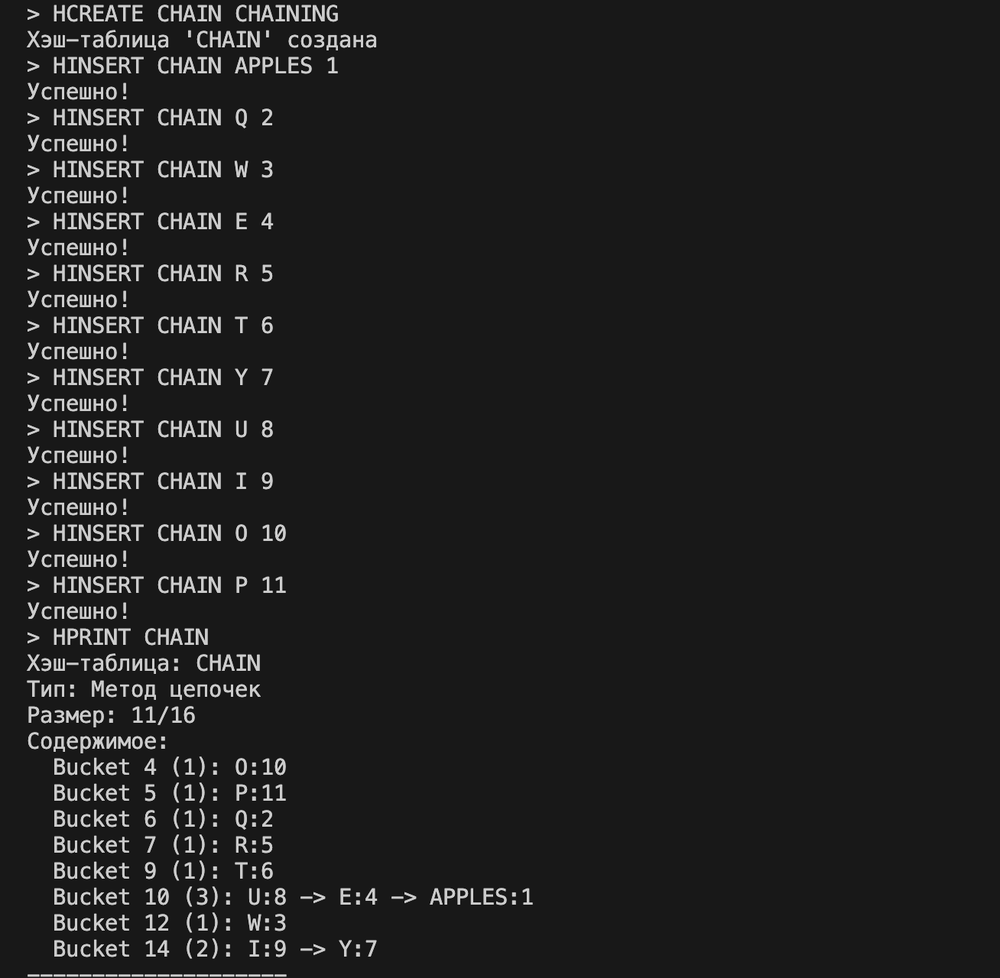 > HCREATE CHAIN CHAINING
Хэш-таблица 'CHAIN' создана
> HINSERT CHAIN APPLES 1
Успешно!
> HINSERT CHAIN Q 2
Успешно!
> HINSERT CHAIN W 3
Успешно!
> HINSERT CHAIN E 4
Успешно!
> HINSERT CHAIN R 5
Успешно!
> HINSERT CHAIN T 6
Успешно!
> HINSERT CHAIN Y 7
Успешно!
> HINSERT CHAIN U 8
Успешно!
> HINSERT CHAIN I 9
Успешно!
> HINSERT CHAIN O 10
Успешно!
> HINSERT CHAIN P 11
Успешно!
> HPRINT CHAIN
Хэш-таблица: CHAIN
Тип: Метод цепочек
Размер: 11/16
Содержимое:
  Bucket 4 (1): O:10
  Bucket 5 (1): P:11
  Bucket 6 (1): Q:2
  Bucket 7 (1): R:5
  Bucket 9 (1): T:6
  Bucket 10 (3): U:8 -> E:4 -> APPLES:1
  Bucket 12 (1): W:3
  Bucket 14 (2): I:9 -> Y:7
--------------------